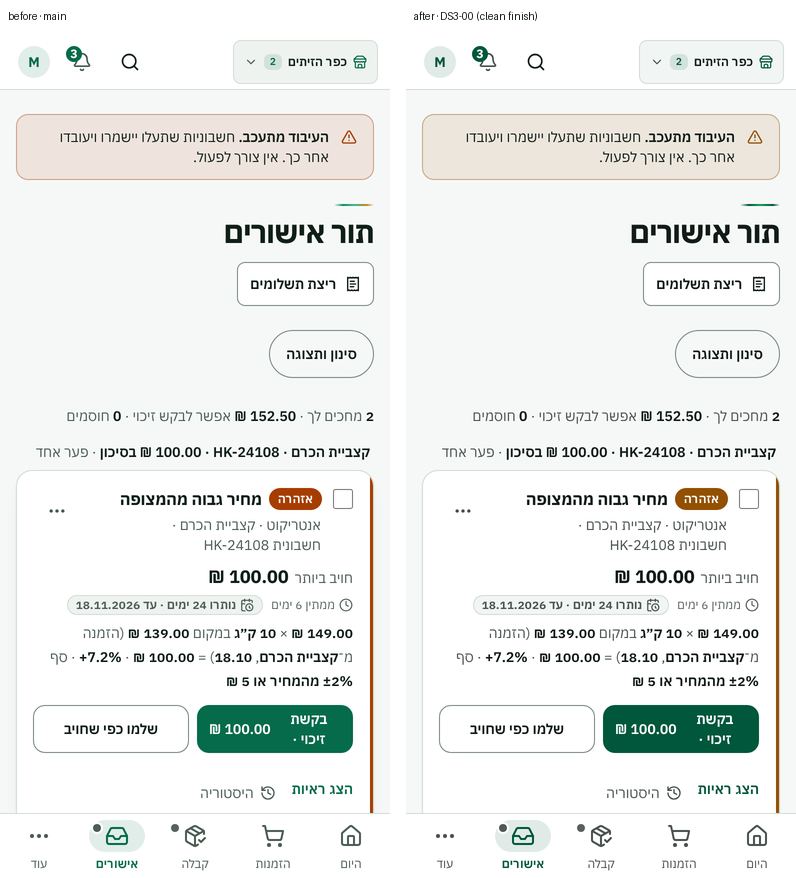 before · main
כפר הזיתים 2
3
M
העיבוד מתעכב. חשבוניות שתעלו יישמרו ויעובדו
אחר כך. אין צורך לפעול.
תור אישורים
ריצת תשלומים
סינון ותצוגה
2 מחכים לך · 152.50 ₪ אפשר לבקש זיכוי · 0 חוסמים
קצביית הכרם · HK-24108 · 100.00 ₪ בסיכון · פער אחד
אזהרה מחיר גבוה מהמצופה
אנטריקוט · קצביית הכרם ·
חשבונית HK-24108
חויב ביותר 100.00 ₪
ממתין 6 ימים נותרו 24 ימים · עד 18.11.2026
149.00 ₪ × 10 ק״ג במקום 139.00 ₪ (הזמנה
מ־קצביית הכרם, 18.10) = 100.00 ₪ · +7.2% · סף
±2% מהמחיר או 5 ₪
בקשת
זיכוי ·
100.00 ₪
שלמו כפי שחויב
הצג ראיות
היסטוריה
היום
הזמנות
קבלה
אישורים
עוד
after · DS3-00 (clean finish)
כפר הזיתים 2
3
M
העיבוד מתעכב. חשבוניות שתעלו יישמרו ויעובדו
אחר כך. אין צורך לפעול.
תור אישורים
ריצת תשלומים
סינון ותצוגה
2 מחכים לך · 152.50 ₪ אפשר לבקש זיכוי · 0 חוסמים
קצביית הכרם · HK-24108 · 100.00 ₪ בסיכון · פער אחד
אזהרה מחיר גבוה מהמצופה
אנטריקוט · קצביית הכרם ·
חשבונית HK-24108
חויב ביותר 100.00 ₪
ממתין 6 ימים נותרו 24 ימים · עד 18.11.2026
149.00 ₪ × 10 ק״ג במקום 139.00 ₪ (הזמנה
מ־קצביית הכרם, 18.10) = 100.00 ₪ · +7.2% · סף
±2% מהמחיר או 5 ₪
בקשת
זיכוי ·
100.00 ₪
שלמו כפי שחויב
הצג ראיות
היסטוריה
היום
הזמנות
קבלה
אישורים
עוד